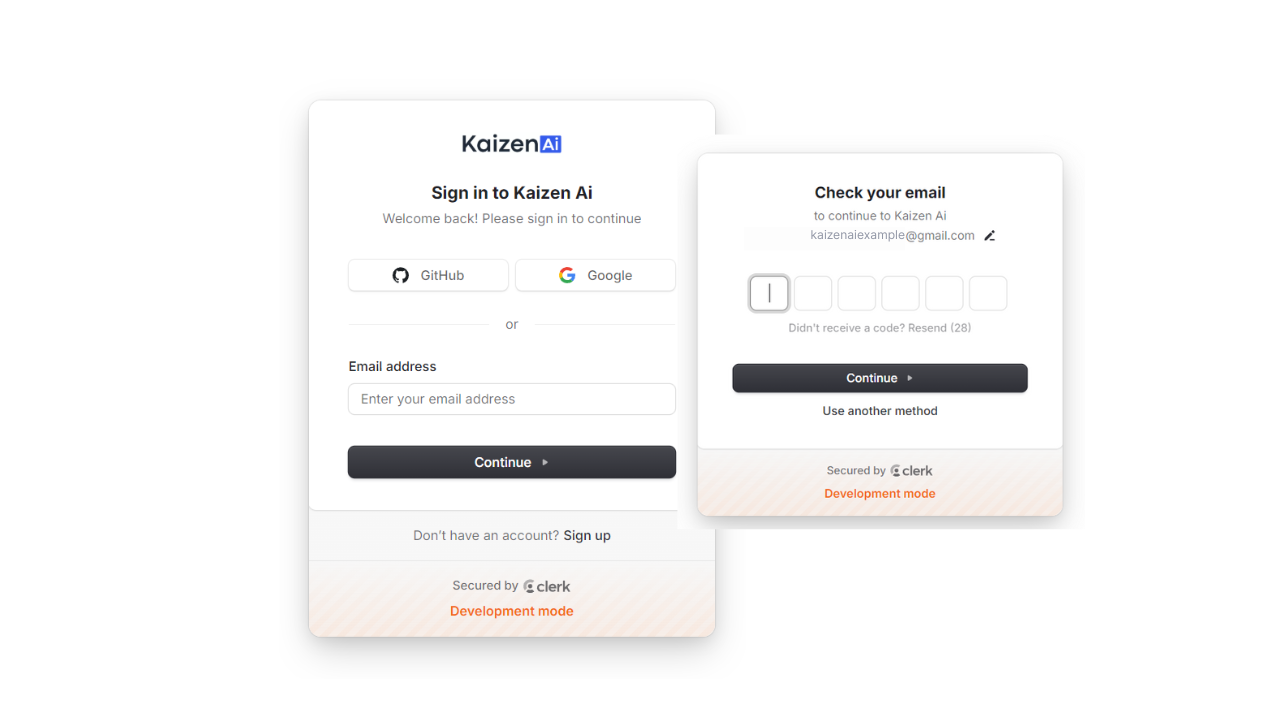 KaizenAi
Sign in to Kaizen Ai
Welcome back! Please sign in to continue
GitHub
Google
or
Email address
Enter your email address
Continue
Don't have an account? Sign up
Secured by clerk
Development mode
Check your email
to continue to Kaizen Ai
kaizenaiexample@gmail.com
Didn't receive a code? Resend (28)
Continue
Use another method
Secured by clerk
Development mode